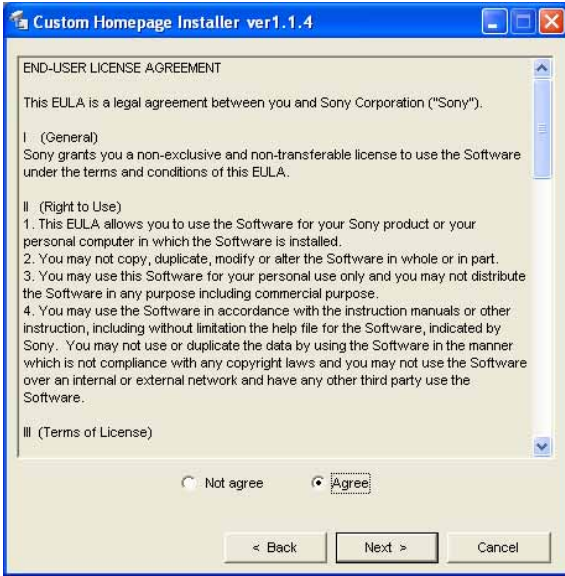 Custom Homepage Installer ver1.1.4
END-USER LICENSE AGREEMENT
This EULA is a legal agreement between you and Sony Corporation ("Sony").
I (General)
Sony grants you a non-exclusive and non-transferable license to use the Software
under the terms and conditions of this EULA.
II (Right to Use)
1. This EULA allows you to use the Software for your Sony product or your
personal computer in which the Software is installed.
2. You may not copy, duplicate, modify or alter the Software in whole or in part.
3. You may use this Software for your personal use only and you may not distribute
the Software in any purpose including commercial purpose.
4. You may use the Software in accordance with the instruction manuals or other
instruction, including without limitation the help file for the Software, indicated by
Sony. You may not use or duplicate the data by using the Software in the manner
which is not compliance with any copyright laws and you may not use the Software
over an internal or external network and have any other third party use the
Software.
III (Terms of License)
Not agree Agree
< Back Next > Cancel